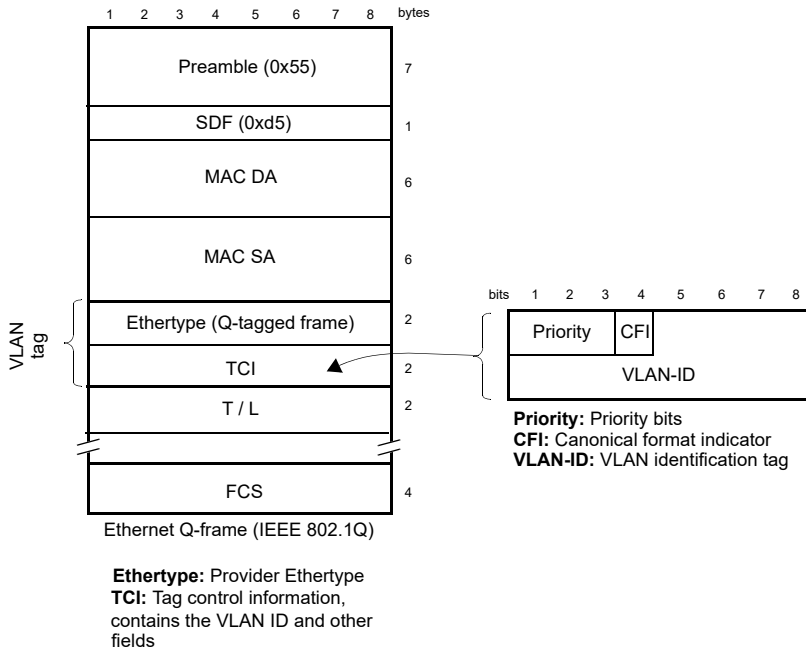 1 2 3 4 5 6 7 8 bytes
Preamble (0x55) 7
SDF (0xd5) 1
MAC DA 6
MAC SA 6
VLAN tag
Ethertype (Q-tagged frame) 2
TCI 2
T / L 2
FCS 4
Ethernet Q-frame (IEEE 802.1Q)
Ethertype: Provider Ethertype
TCI: Tag control information,
contains the VLAN ID and other
fields
bits 1 2 3 4 5 6 7 8
Priority CFI
VLAN-ID
Priority: Priority bits
CFI: Canonical format indicator
VLAN-ID: VLAN identification tag